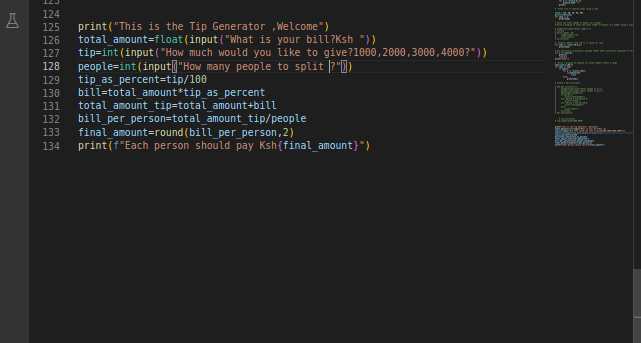 123
124
125 print("This is the Tip Generator ,Welcome")
126 total_amount=float(input("What is your bill?Ksh "))
127 tip=int(input("How much would you like to give?1000,2000,3000,4000?"))
128 people=int(input("How many people to split ?"))
129 tip_as_percent=tip/100
130 bill=total_amount*tip_as_percent
131 total_amount_tip=total_amount+bill
132 bill_per_person=total_amount_tip/people
133 final_amount=round(bill_per_person,2)
134 print(f"Each person should pay Ksh{final_amount}")